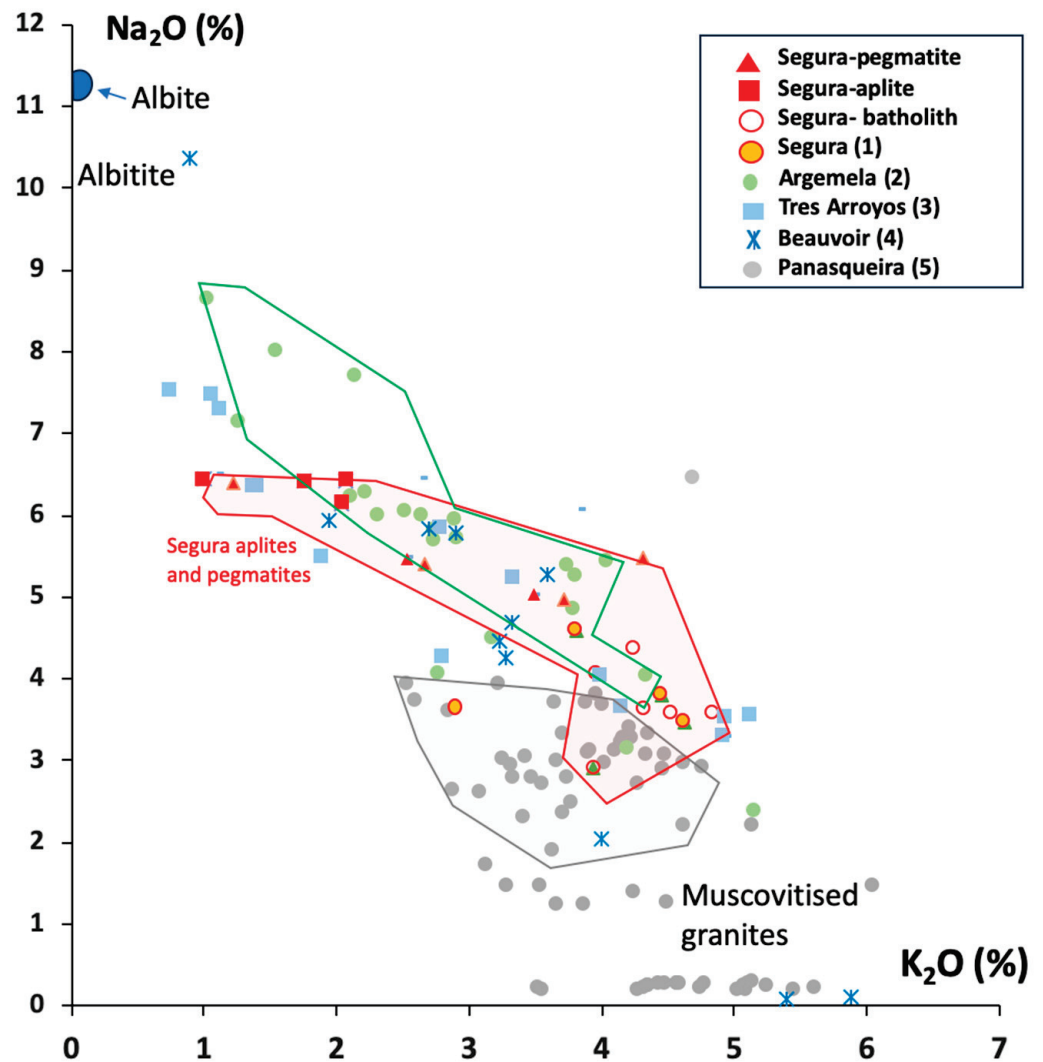 12
Na₂O (%)
11
Albite
Albitite
10
9
8
7
6
5
4
3
2
1
0
Segura-pegmatite
Segura-aplite
Segura- batholith
Segura (1)
Argemela (2)
Tres Arroyos (3)
Beauvoir (4)
Panasqueira (5)
Segura aplites
and pegmatites
Muscovitised
granites
K₂O (%)
0 1 2 3 4 5 6 7